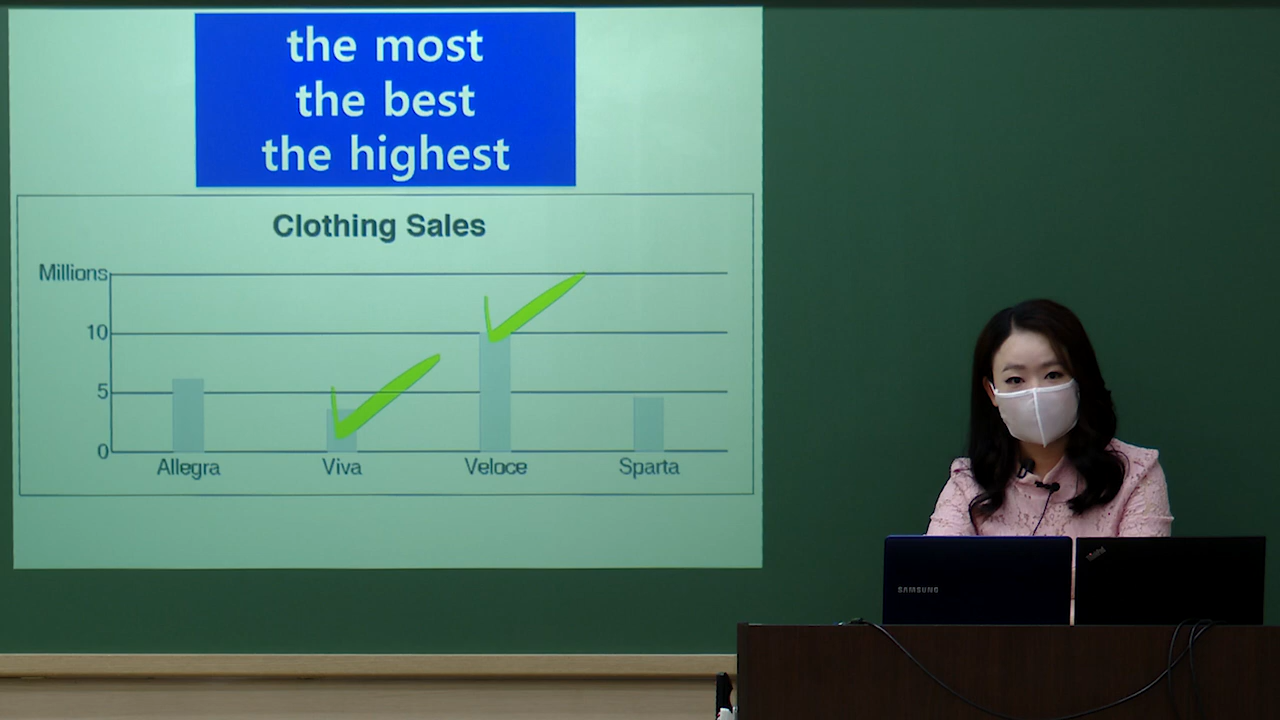 the most
the best
the highest
Clothing Sales
Millions
10
5
0
Allegra Viva Veloce Sparta
SAMSUNG